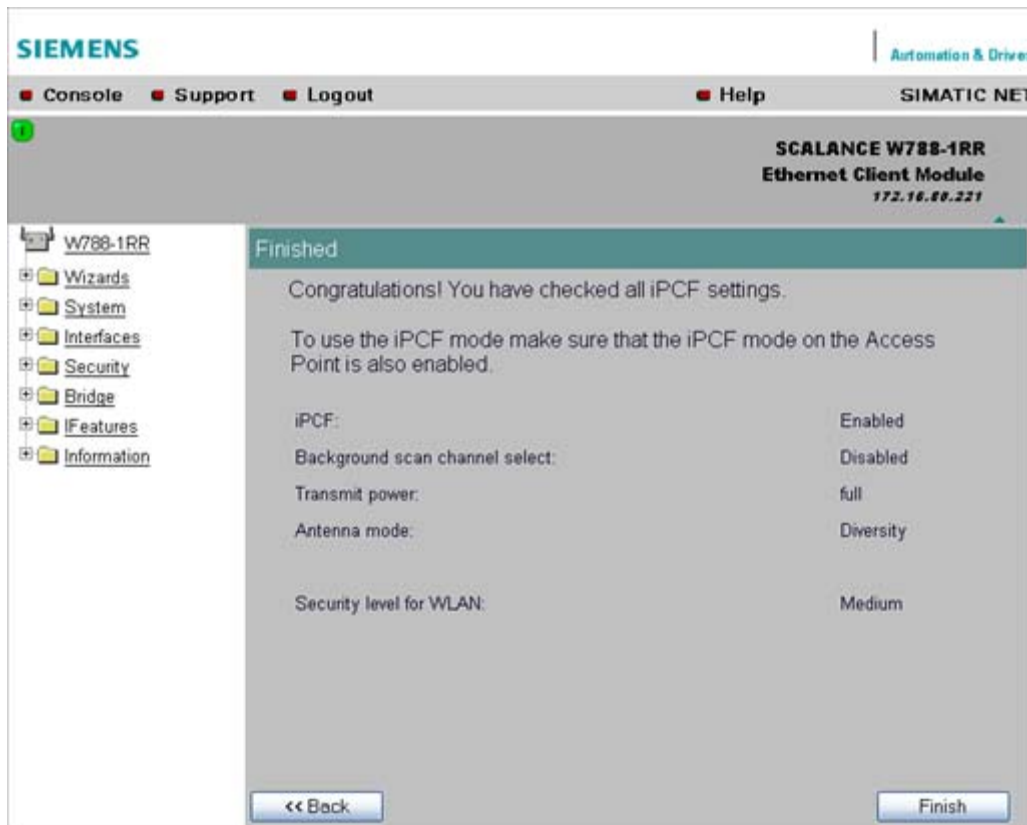 SIEMENS
Automation & Drive
Console Support Logout Help SIMATIC NET
SCALANCE W788-1RR
Ethernet Client Module
172.16.88.221
W788-1RR
Wizards
System
Interfaces
Security
Bridge
IFeatures
Information
Finished
Congratulations! You have checked all iPCF settings.
To use the iPCF mode make sure that the iPCF mode on the Access
Point is also enabled.
iPCF: Enabled
Background scan channel select: Disabled
Transmit power: full
Antenna mode: Diversity
Security level for WLAN: Medium
<< Back Finish